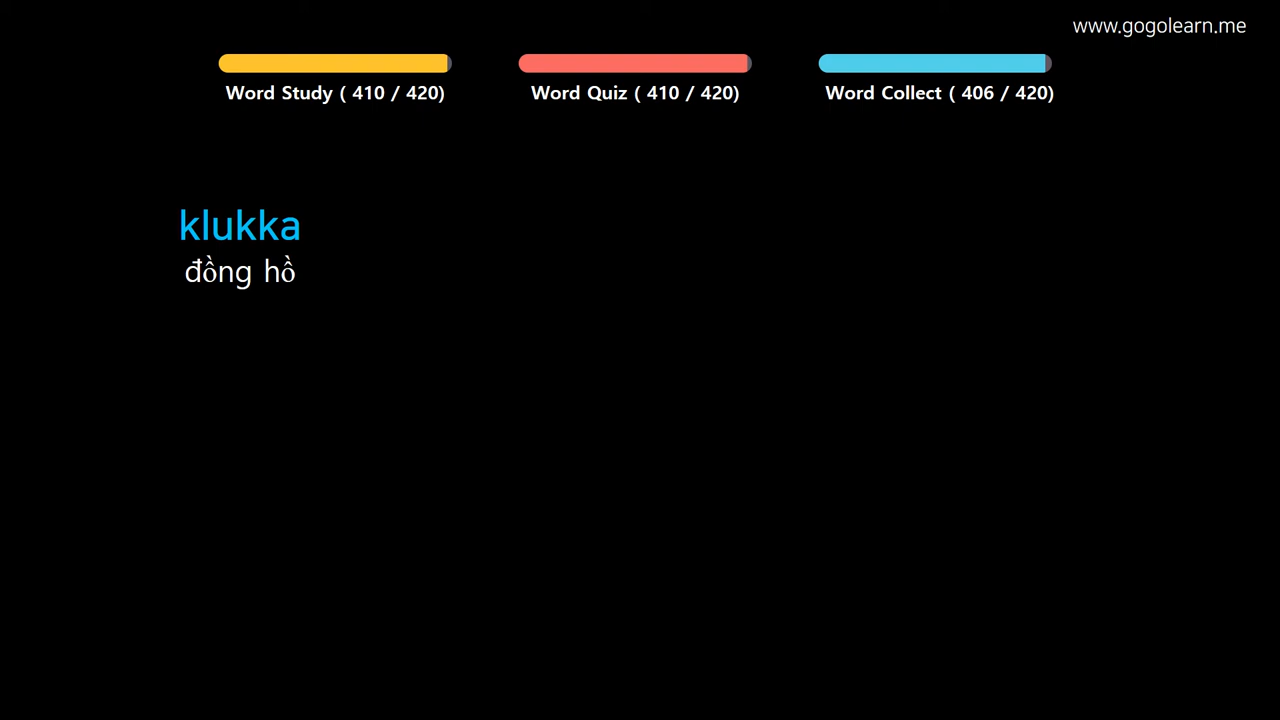 www.gogolearn.me
Word Study ( 410 / 420)
Word Quiz ( 410 / 420)
Word Collect ( 406 / 420)
klukka
đồng hồ